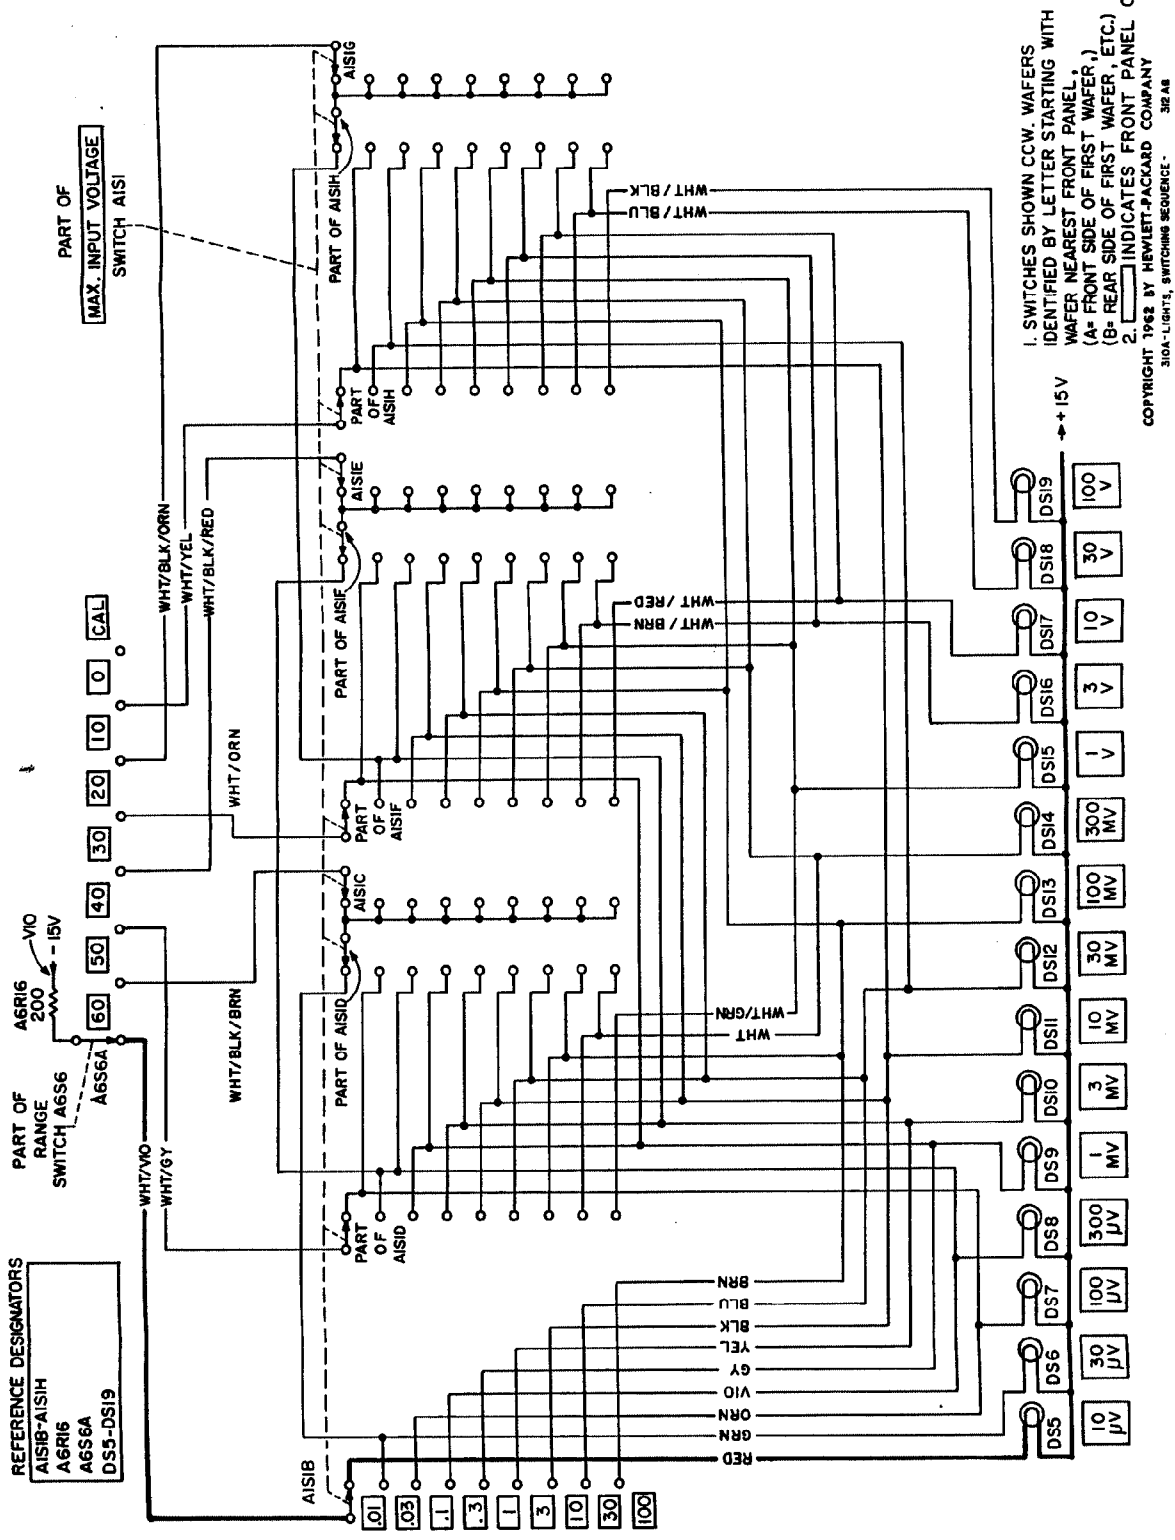 REFERENCE DESIGNATORS
A1S1B-A1S1H
A6R16
A6S6A
DS5-DS19
PART OF
RANGE
SWITCH A6S6
A6R16
200
VIO
-15V
A6S6A
60
50
40
30
20
10
0
CAL
PART OF
MAX. INPUT VOLTAGE
SWITCH A1S1
WHT/VIO
WHT/GY
WHT/BLK/BRN
WHT/ORN
WHT/BLK/RED
WHT/YEL
WHT/BLK/ORN
A1S1B
PART
OF
A1S1D
PART OF A1S1D
A1S1C
PART
OF
A1S1F
PART OF A1S1F
A1S1E
PART
OF
A1S1H
PART OF A1S1H
A1S1G
.01
.03
.1
.3
1
3
10
30
100
RED
GRN
ORN
VIO
GY
YEL
BLK
BLU
BRN
WHT
WHT/GRN
WHT/BRN
WHT/RED
WHT/BLU
WHT/BLK
DS5
DS6
DS7
DS8
DS9
DS10
DS11
DS12
DS13
DS14
DS15
DS16
DS17
DS18
DS19
+15V
10 μV
30 μV
100 μV
300 μV
1 MV
3 MV
10 MV
30 MV
100 MV
300 MV
1 V
3 V
10 V
30 V
100 V
1. SWITCHES SHOWN CCW. WAFERS
IDENTIFIED BY LETTER STARTING WITH
WAFER NEAREST FRONT PANEL,
(A= FRONT SIDE OF FIRST WAFER,)
(B= REAR SIDE OF FIRST WAFER, ETC.)
2. INDICATES FRONT PANEL
COPYRIGHT 1962 BY HEWLETT-PACKARD COMPANY
310A-LIGHTS, SWITCHING SEQUENCE- 312 AB